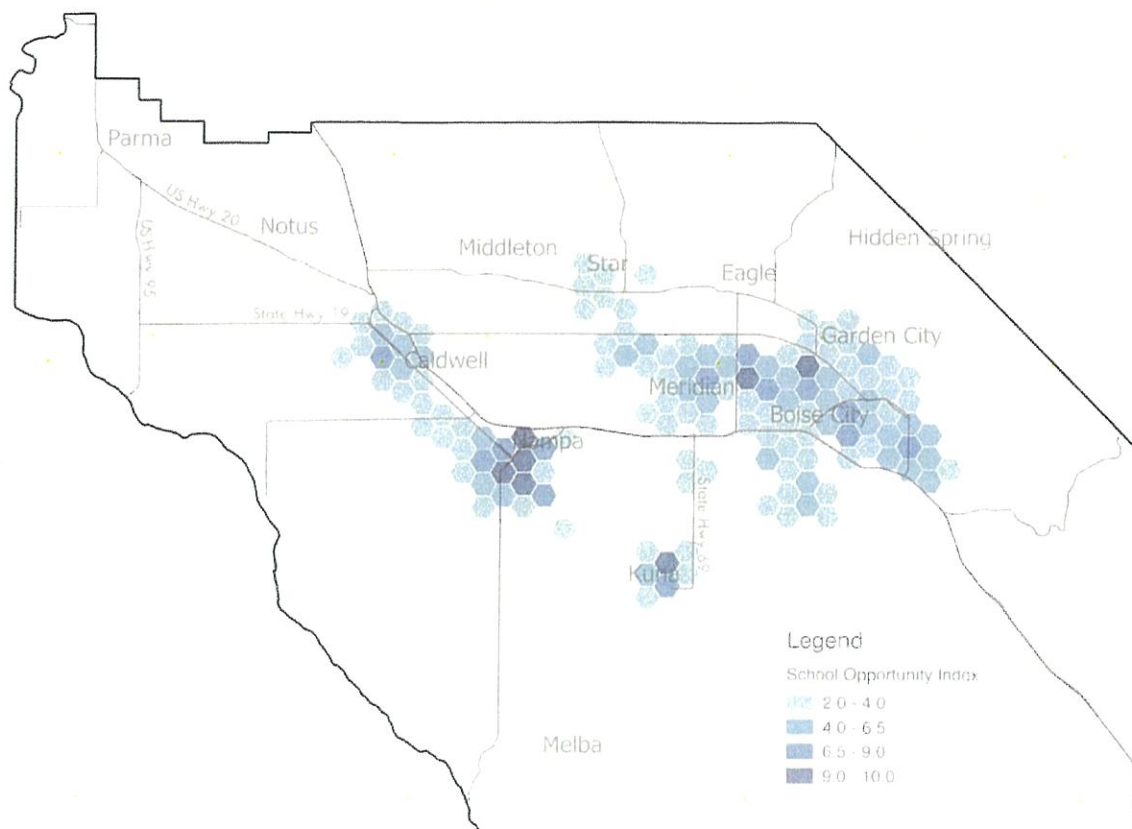 Parma
US Hwy 20
Notus
US Hwy 95
Middleton
Star
Eagle
Hidden Spring
State Hwy 19
Garden City
Caldwell
Meridian
Boise City
Nampa
State Hwy 69
Kuna
Melba
Legend
School Opportunity Index
2.0 - 4.0
4.0 - 6.5
6.5 - 9.0
9.0 - 10.0